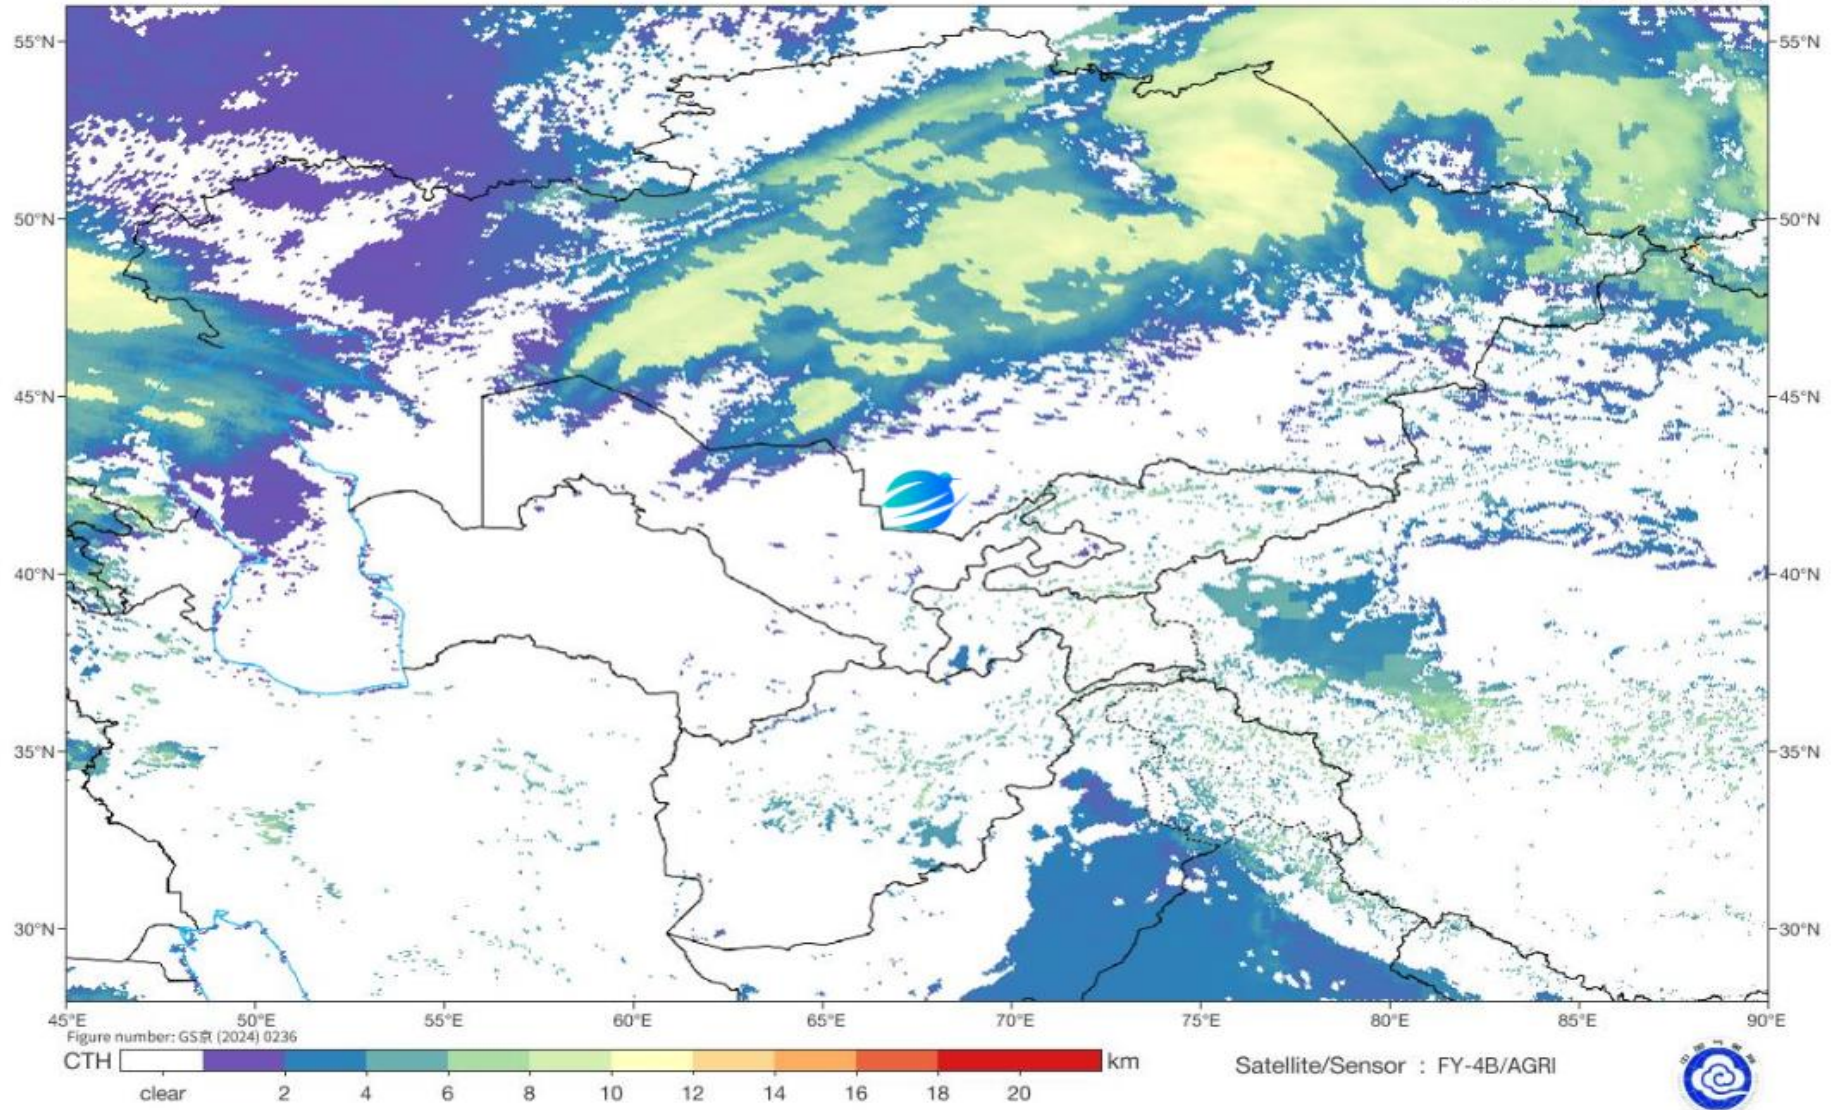 55°N 55°N
50°N 50°N
45°N 45°N
40°N 40°N
35°N 35°N
30°N 30°N
45°E 50°E 55°E 60°E 65°E 70°E 75°E 80°E 85°E 90°E
Figure number: GS京 (2024) 0236
CTH km Satellite/Sensor : FY-4B/AGRI
clear 2 4 6 8 10 12 14 16 18 20